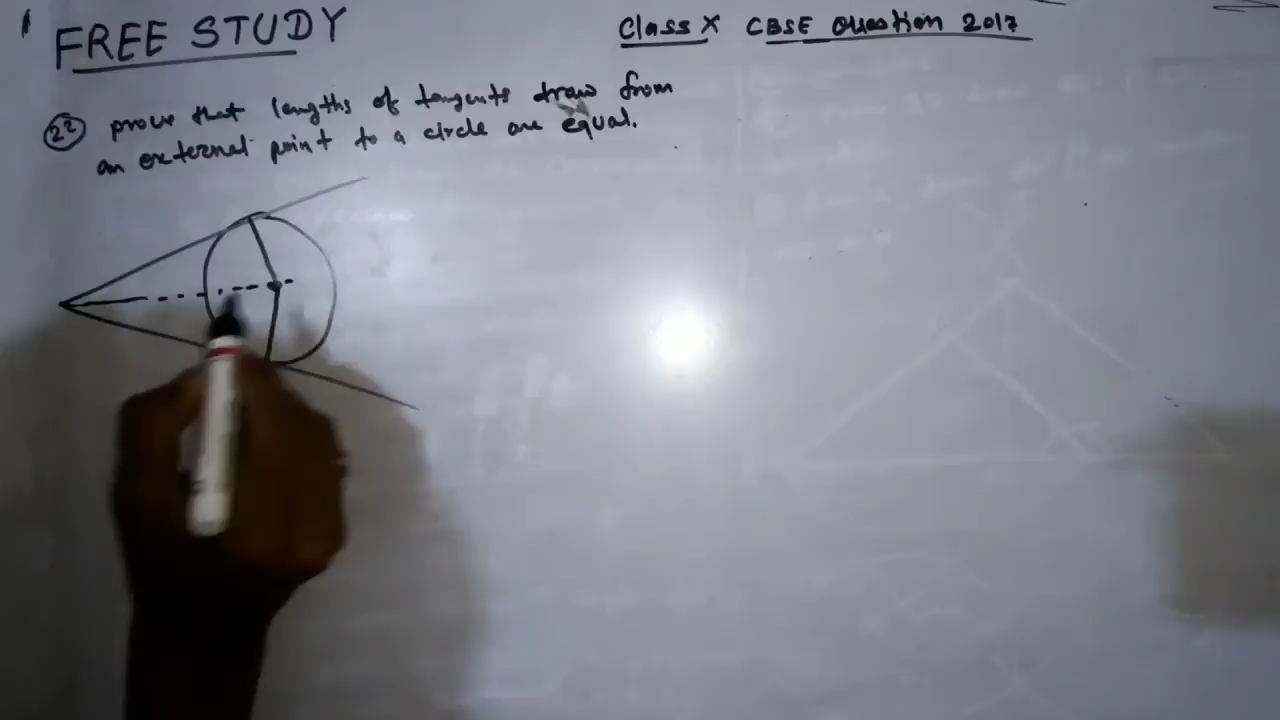 FREE STUDY
Class X CBSE Question 2017
22 prove that lengths of tangents draw from
an external point to a circle are equal.